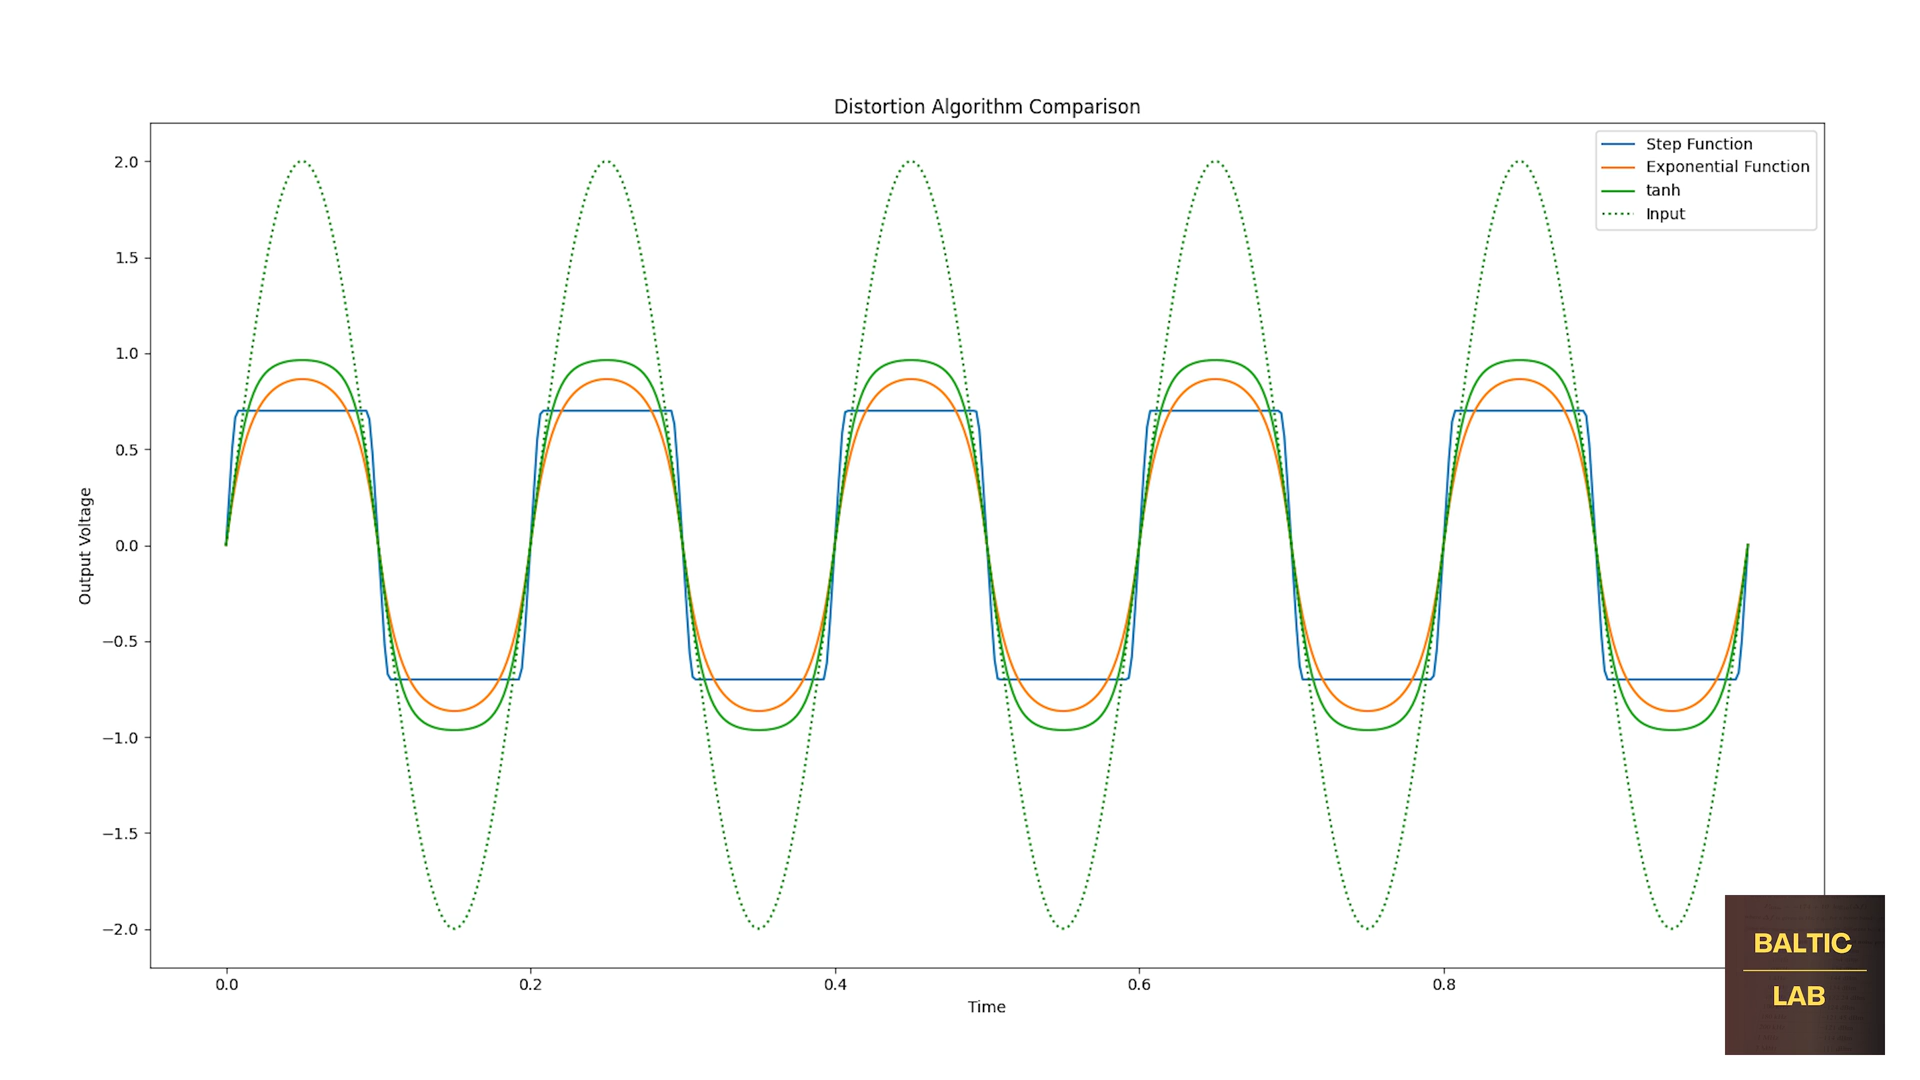 Distortion Algorithm Comparison
Step Function
Exponential Function
tanh
Input
2.0
1.5
1.0
0.5
0.0
−0.5
−1.0
−1.5
−2.0
Output Voltage
0.0 0.2 0.4 0.6 0.8
Time
BALTIC
LAB